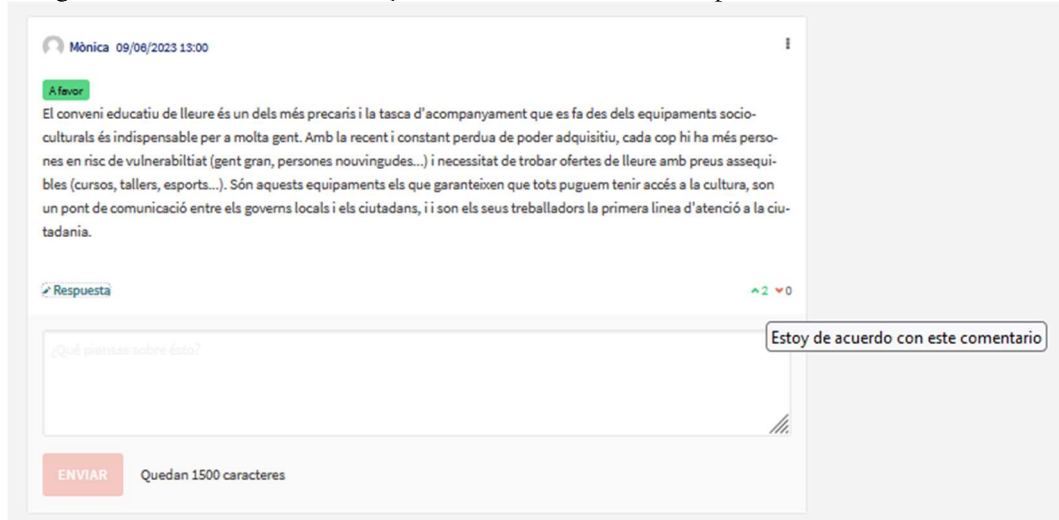 Mònica 09/06/2023 13:00
A favor
El conveni educatiu de lleure és un dels més precaris i la tasca d'acompanyament que es fa des dels equipaments socio-
culturals és indispensable per a molta gent. Amb la recent i constant perdua de poder adquisitiu, cada cop hi ha més perso-
nes en risc de vulnerabiltiat (gent gran, persones nouvingudes...) i necessitat de trobar ofertes de lleure amb preus assequi-
bles (cursos, tallers, esports...). Són aquests equipaments els que garanteixen que tots puguem tenir accés a la cultura, son
un pont de comunicació entre els governs locals i els ciutadans, i i son els seus treballadors la primera linea d'atenció a la ciu-
tadania.
Respuesta
2 0
Estoy de acuerdo con este comentario
¿Qué piensas sobre ésto?
ENVIAR Quedan 1500 caracteres